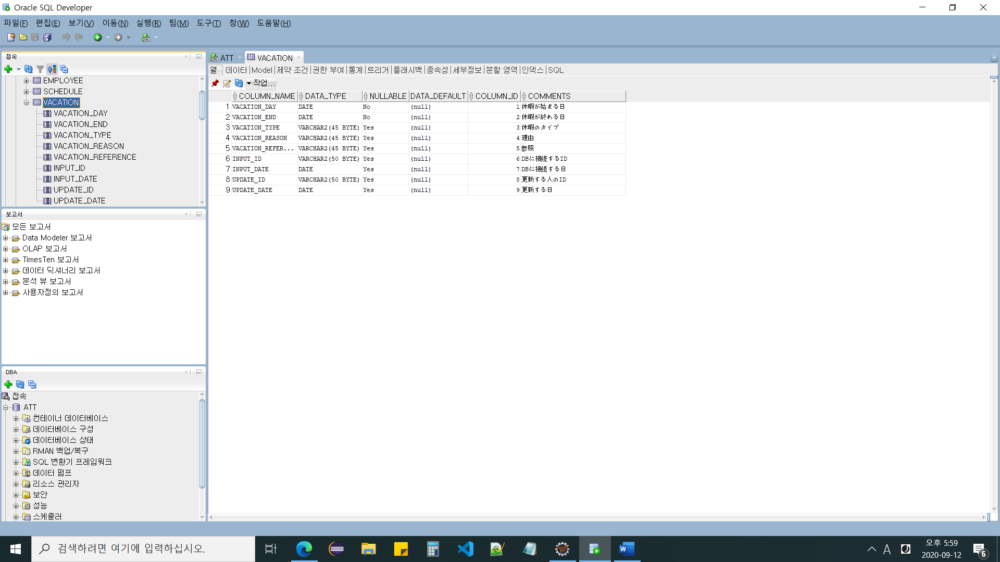 Oracle SQL Developer
파일(F) 편집(E) 보기(V) 이동(N) 실행(R) 팀(M) 도구(T) 창(W) 도움말(H)
접속
EMPLOYEE
SCHEDULE
VACATION
VACATION_DAY
VACATION_END
VACATION_TYPE
VACATION_REASON
VACATION_REFERENCE
INPUT_ID
INPUT_DATE
UPDATE_ID
UPDATE_DATE
보고서
모든 보고서
Data Modeler 보고서
OLAP 보고서
TimesTen 보고서
데이터 딕셔너리 보고서
분석 뷰 보고서
사용자정의 보고서
DBA
접속
ATT
컨테이너 데이터베이스
데이터베이스 구성
데이터베이스 상태
RMAN 백업/복구
SQL 변환기 프레임워크
데이터 펌프
리소스 관리자
보안
성능
스케줄러
ATT VACATION
열 데이터 | Model | 제약 조건 | 권한 부여 | 통계 | 트리거 | 플래시백 | 종속성 | 세부정보 | 분할 영역 | 인덱스 | SQL
작업...
COLUMN_NAME DATA_TYPE NULLABLE DATA_DEFAULT COLUMN_ID COMMENTS
1 VACATION_DAY DATE No (null) 1 休暇が始まる日
2 VACATION_END DATE No (null) 2 休暇が終わる日
3 VACATION_TYPE VARCHAR2(45 BYTE) Yes (null) 3 休暇のタイプ
4 VACATION_REASON VARCHAR2(45 BYTE) Yes (null) 4 理由
5 VACATION_REFER... VARCHAR2(45 BYTE) Yes (null) 5 参照
6 INPUT_ID VARCHAR2(50 BYTE) Yes (null) 6 DBに接続するID
7 INPUT_DATE DATE Yes (null) 7 DBに接続する日
8 UPDATE_ID VARCHAR2(50 BYTE) Yes (null) 8 更新する人のID
9 UPDATE_DATE DATE Yes (null) 9 更新する日
검색하려면 여기에 입력하십시오.
A
오후 5:59
2020-09-12
6